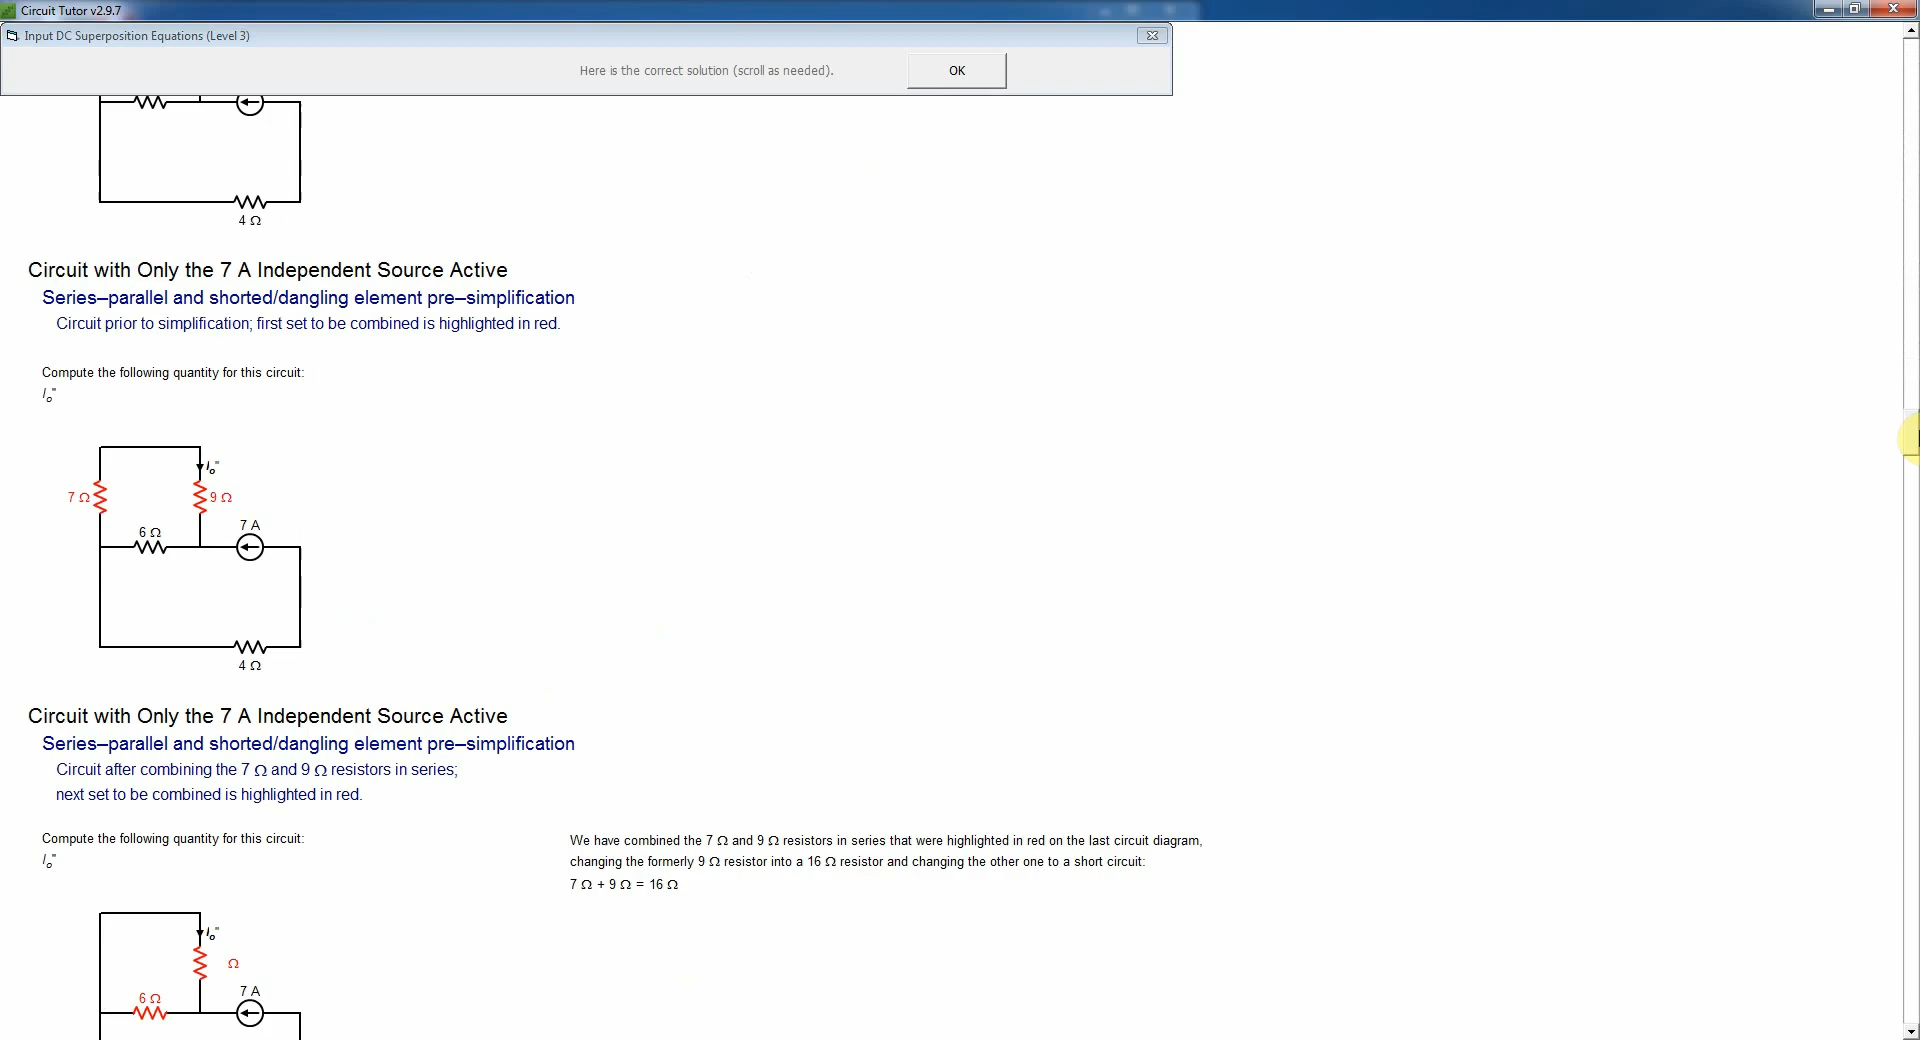 Circuit Tutor v2.9.7
Input DC Superposition Equations (Level 3)
Here is the correct solution (scroll as needed).
OK
4 Ω
Circuit with Only the 7 A Independent Source Active
Series–parallel and shorted/dangling element pre–simplification
Circuit prior to simplification; first set to be combined is highlighted in red.
Compute the following quantity for this circuit:
Io"
Io"
7 Ω
9 Ω
6 Ω
7 A
4 Ω
Circuit with Only the 7 A Independent Source Active
Series–parallel and shorted/dangling element pre–simplification
Circuit after combining the 7 Ω and 9 Ω resistors in series;
next set to be combined is highlighted in red.
Compute the following quantity for this circuit:
Io"
We have combined the 7 Ω and 9 Ω resistors in series that were highlighted in red on the last circuit diagram,
changing the formerly 9 Ω resistor into a 16 Ω resistor and changing the other one to a short circuit:
7 Ω + 9 Ω = 16 Ω
Io"
Ω
6 Ω
7 A